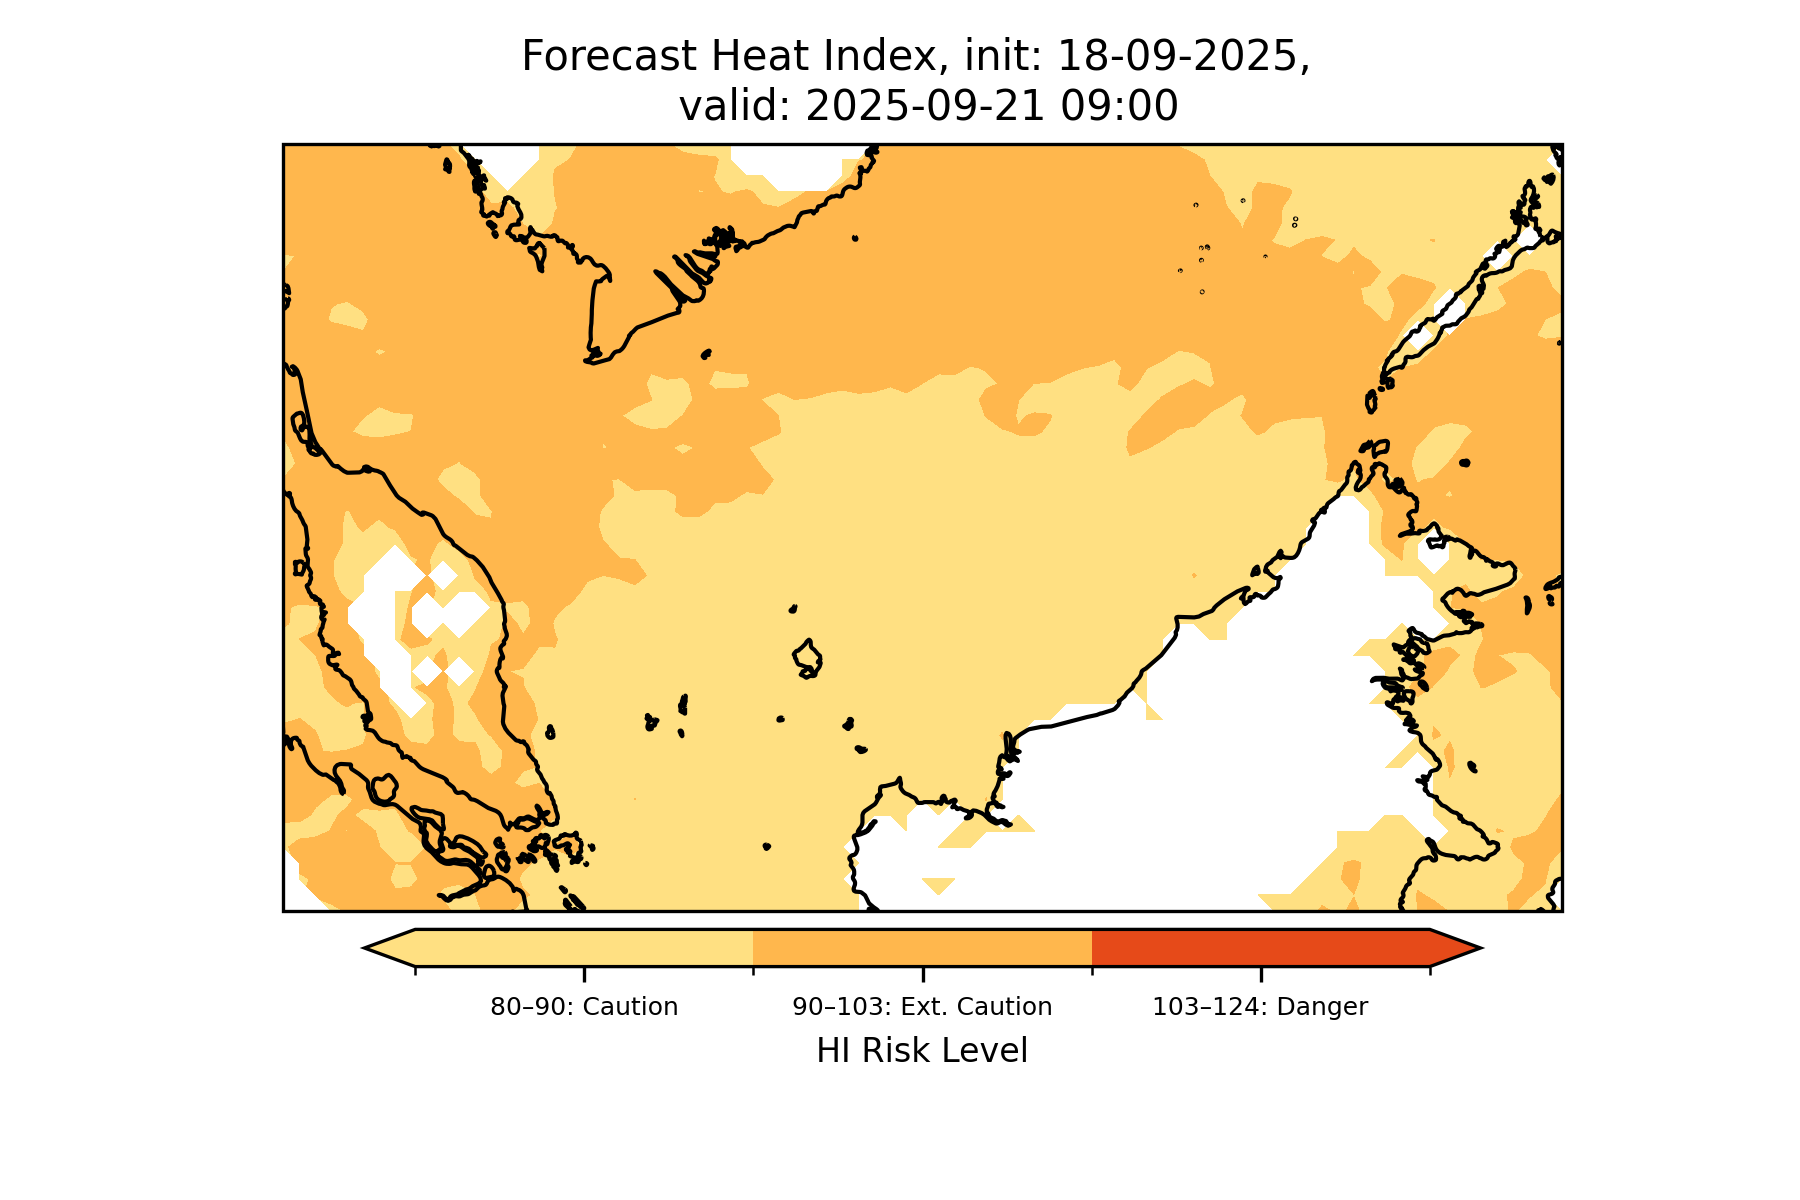 Forecast Heat Index, init: 18-09-2025,
valid: 2025-09-21 09:00
80–90: Caution
90–103: Ext. Caution
103–124: Danger
HI Risk Level